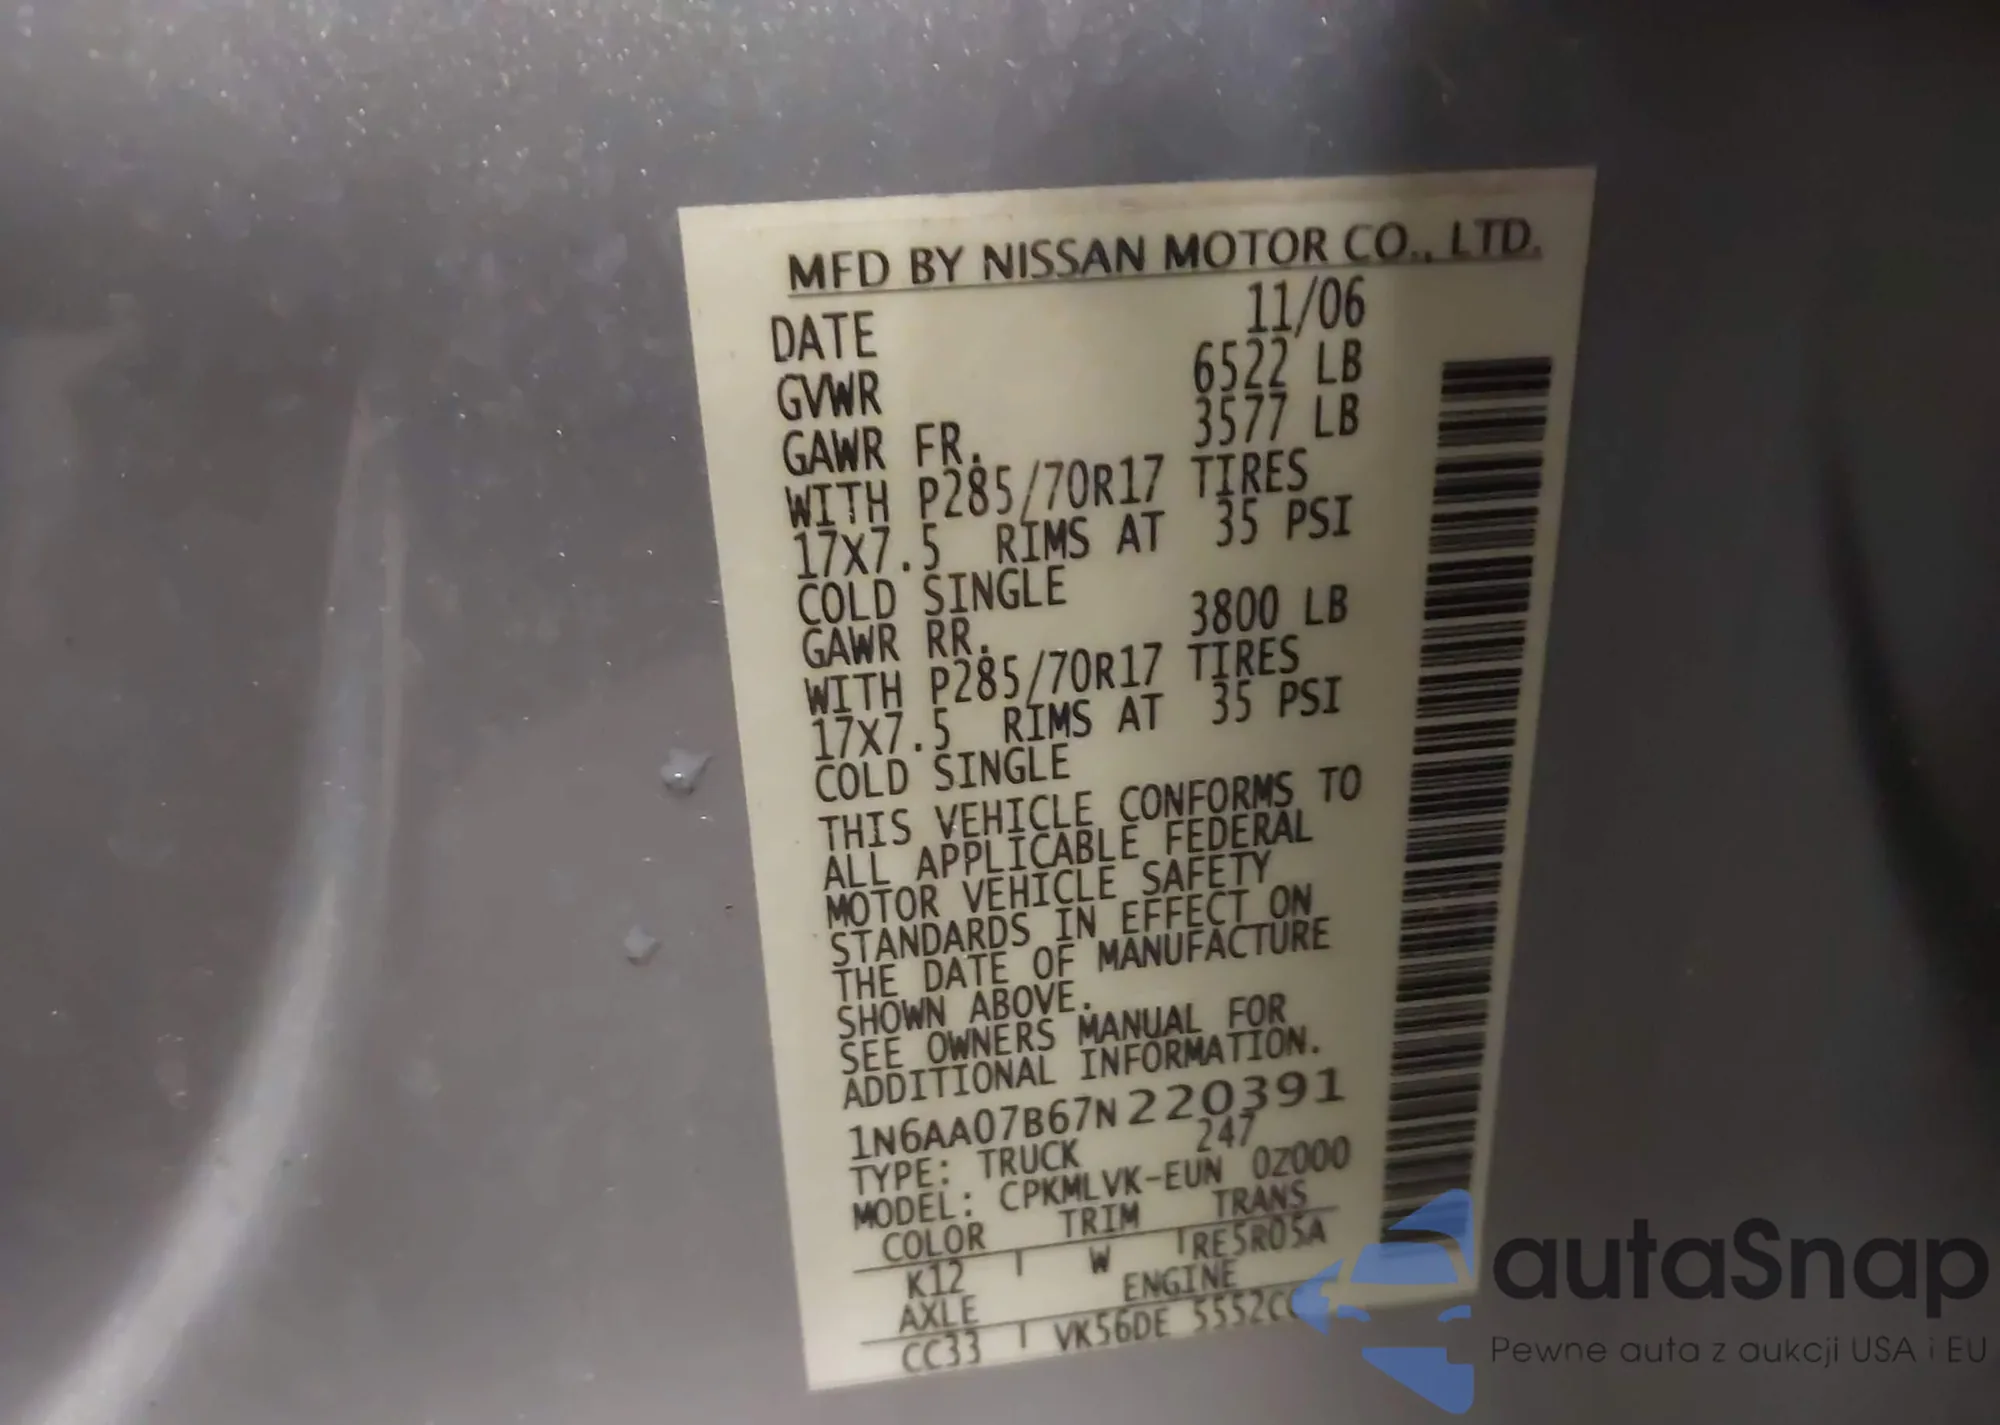 MFD BY NISSAN MOTOR CO., LTD.
DATE 11/06
GVWR 6522 LB
GAWR FR. 3577 LB
WITH P285/70R17 TIRES
17X7.5 RIMS AT 35 PSI
COLD SINGLE
GAWR RR. 3800 LB
WITH P285/70R17 TIRES
17X7.5 RIMS AT 35 PSI
COLD SINGLE
THIS VEHICLE CONFORMS TO
ALL APPLICABLE FEDERAL
MOTOR VEHICLE SAFETY
STANDARDS IN EFFECT ON
THE DATE OF MANUFACTURE
SHOWN ABOVE.
SEE OWNERS MANUAL FOR
ADDITIONAL INFORMATION.
1N6AA07B67N220391
TYPE: TRUCK 247
MODEL: CPKMLVK-EUN 0Z000
COLOR TRIM TRANS
K12 W RE5R05A
AXLE ENGINE
CC33 VK56DE
autaSnap
Pewne auta z aukcji USA i EU